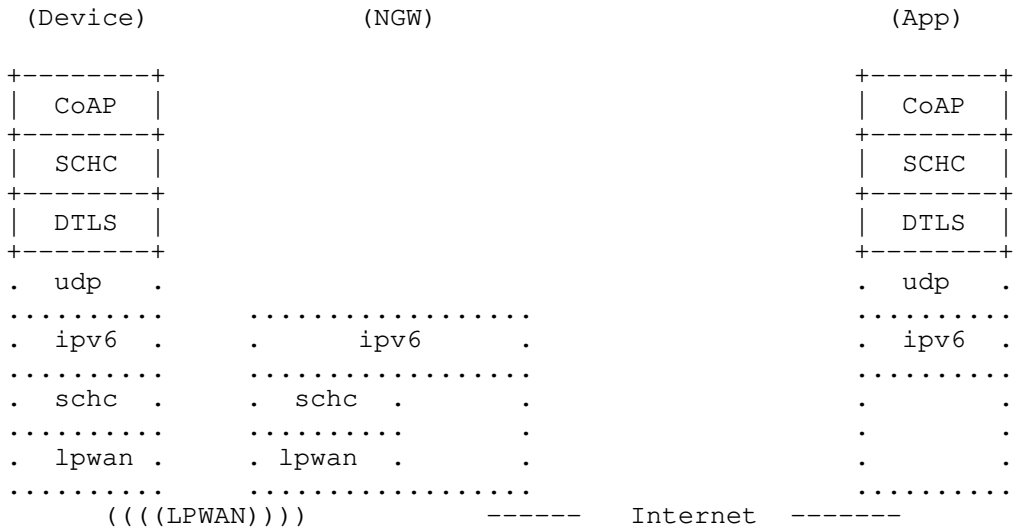 (Device) (NGW) (App)
CoAP CoAP
SCHC SCHC
DTLS DTLS
udp udp
ipv6 ipv6 ipv6
schc schc
lpwan lpwan
((((LPWAN)))) ------ Internet -------